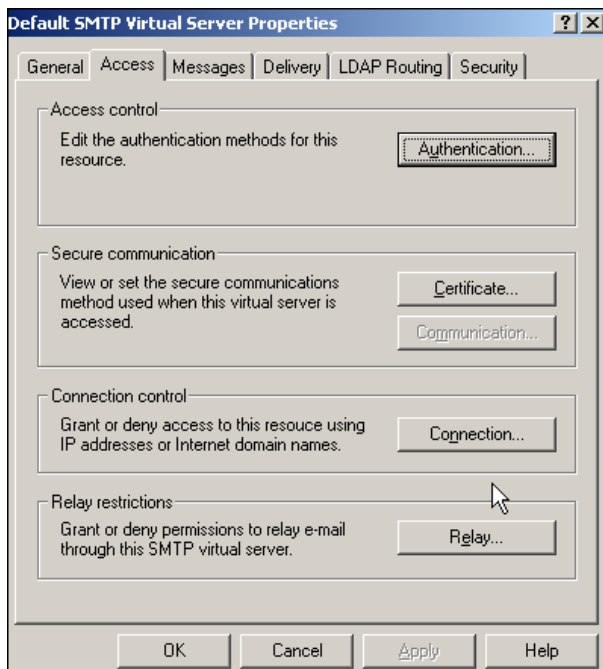 Default SMTP Virtual Server Properties
General Access Messages Delivery LDAP Routing Security
Access control
Edit the authentication methods for this
resource.
Authentication...
Secure communication
View or set the secure communications
method used when this virtual server is
accessed.
Certificate...
Communication...
Connection control
Grant or deny access to this resouce using
IP addresses or Internet domain names.
Connection...
Relay restrictions
Grant or deny permissions to relay e-mail
through this SMTP virtual server.
Relay...
OK Cancel Apply Help